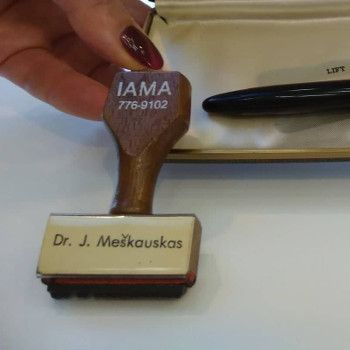 IAMA
776-9102
LIFT
Dr. J. Meškauskas